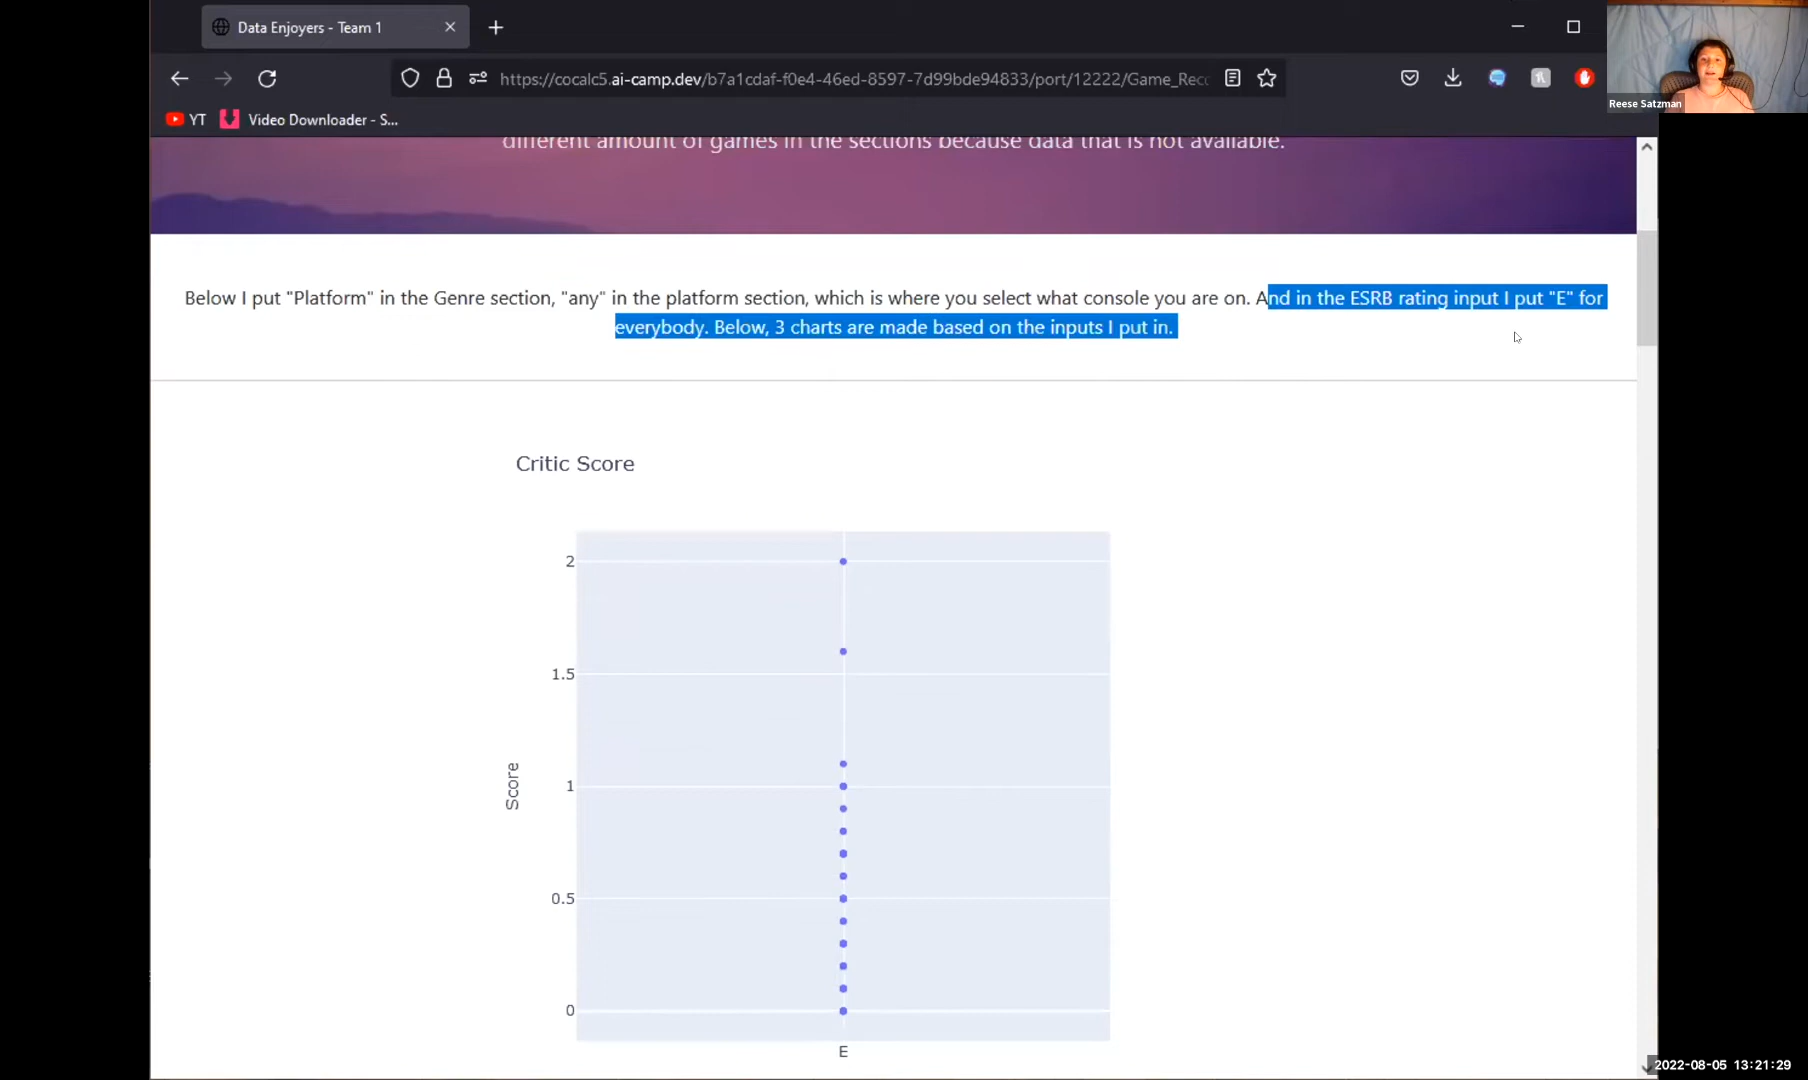 Data Enjoyers - Team 1
Reese Satzman
https://cocalc5.ai-camp.dev/b7a1cdaf-f0e4-46ed-8597-7d99bde94833/port/12222/Game_Rec
YT
Video Downloader - S...
different amount of games in the sections because data that is not available.
Below I put "Platform" in the Genre section, "any" in the platform section, which is where you select what console you are on. And in the ESRB rating input I put "E" for
everybody. Below, 3 charts are made based on the inputs I put in.
Critic Score
2
1.5
1
0.5
0
Score
E
2022-08-05 13:21:29